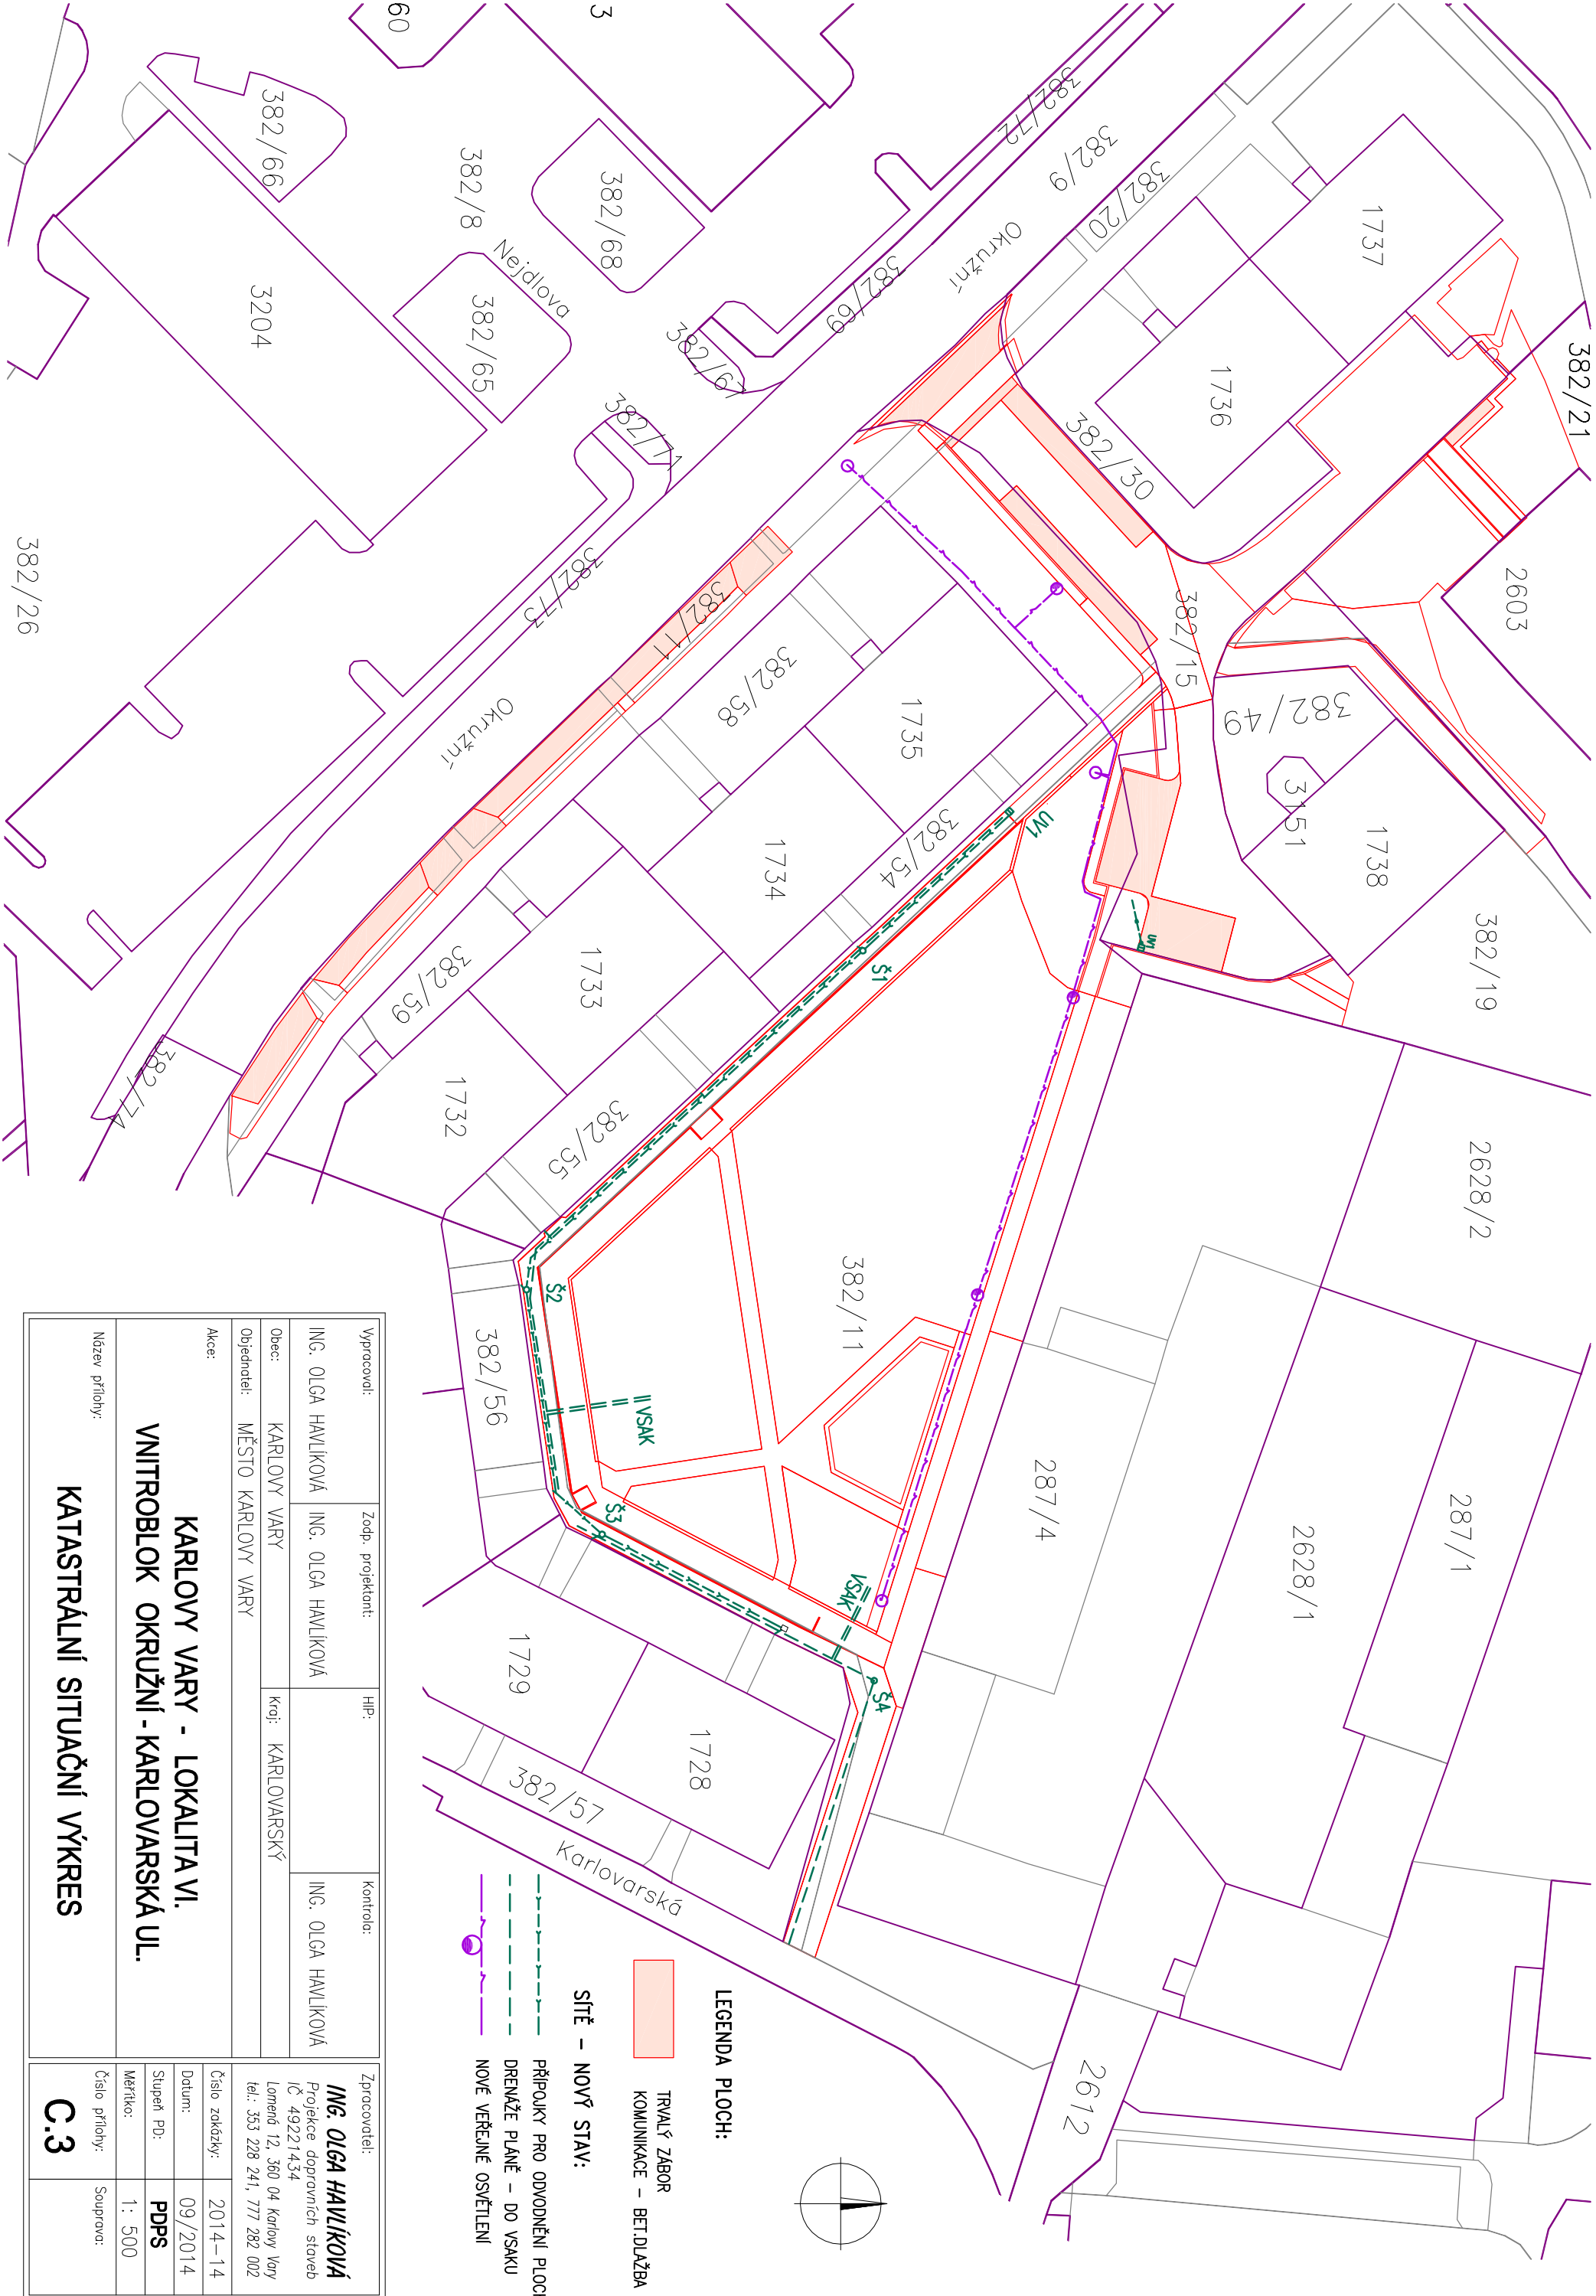 60
3
382/66
382/8
382/68
382/72
382/9
382/20
1737
382/21
Okružní
3204
Nejdlova
382/65
382/69
382/67
1736
382/71
382/30
2603
382/26
382/73
382/11
382/15
382/58
382/49
1735
Okružní
3151
1738
UV1
382/54
1734
382/19
UV1
Š1
382/59
1733
382/74
1732
382/55
2628/2
382/11
Š2
382/56
VSAK
287/4
287/1
2628/1
Š3
VSAK
Š4
1729
1728
382/57
Karlovarská
2612
LEGENDA PLOCH:
TRVALÝ ZÁBOR
KOMUNIKACE - BET.DLAŽBA
SÍTĚ - NOVÝ STAV:
PŘÍPOJKY PRO ODVODNĚNÍ PLOCH
DRENÁŽE PLÁNĚ - DO VSAKU
NOVÉ VEŘEJNÉ OSVĚTLENÍ
Vypracoval:
Zodp. projektant:
HIP:
Kontrola:
ING. OLGA HAVLÍKOVÁ
ING. OLGA HAVLÍKOVÁ
ING. OLGA HAVLÍKOVÁ
Obec: KARLOVY VARY
Kraj: KARLOVARSKÝ
Objednatel: MĚSTO KARLOVY VARY
Akce:
KARLOVY VARY - LOKALITA VI.
VNITROBLOK OKRUŽNÍ - KARLOVARSKÁ UL.
Název přílohy:
KATASTRÁLNÍ SITUAČNÍ VÝKRES
Zpracovatel:
ING. OLGA HAVLÍKOVÁ
Projekce dopravních staveb
IČ 49221434
Lomená 12, 360 04 Karlovy Vary
tel.: 353 228 241, 777 282 002
Číslo zakázky: 2014-14
Datum: 09/2014
Stupeň PD: PDPS
Měřítko: 1: 500
Číslo přílohy:
Souprava:
C.3